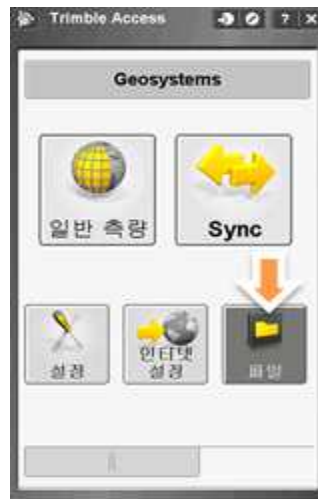 Trimble Access
? X
Geosystems
일반 측량
Sync
설정
인터넷
설정
파일